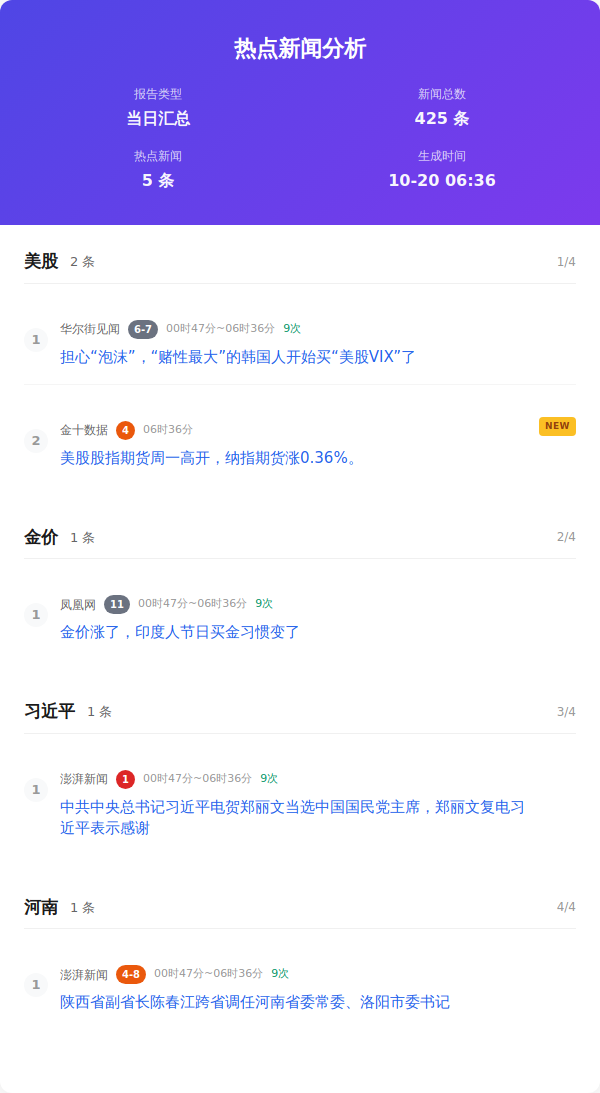 热点新闻分析
报告类型
新闻总数
当日汇总
425 条
热点新闻
生成时间
5 条
10-20 06:36
美股 2 条 1/4
1 华尔街见闻 6-7 00时47分~06时36分 9次
担心“泡沫”，“赌性最大”的韩国人开始买“美股VIX”了
2 金十数据 4 06时36分 NEW
美股股指期货周一高开，纳指期货涨0.36%。
金价 1 条 2/4
1 凤凰网 11 00时47分~06时36分 9次
金价涨了，印度人节日买金习惯变了
习近平 1 条 3/4
1 澎湃新闻 1 00时47分~06时36分 9次
中共中央总书记习近平电贺郑丽文当选中国国民党主席，郑丽文复电习
近平表示感谢
河南 1 条 4/4
1 澎湃新闻 4-8 00时47分~06时36分 9次
陕西省副省长陈春江跨省调任河南省委常委、洛阳市委书记